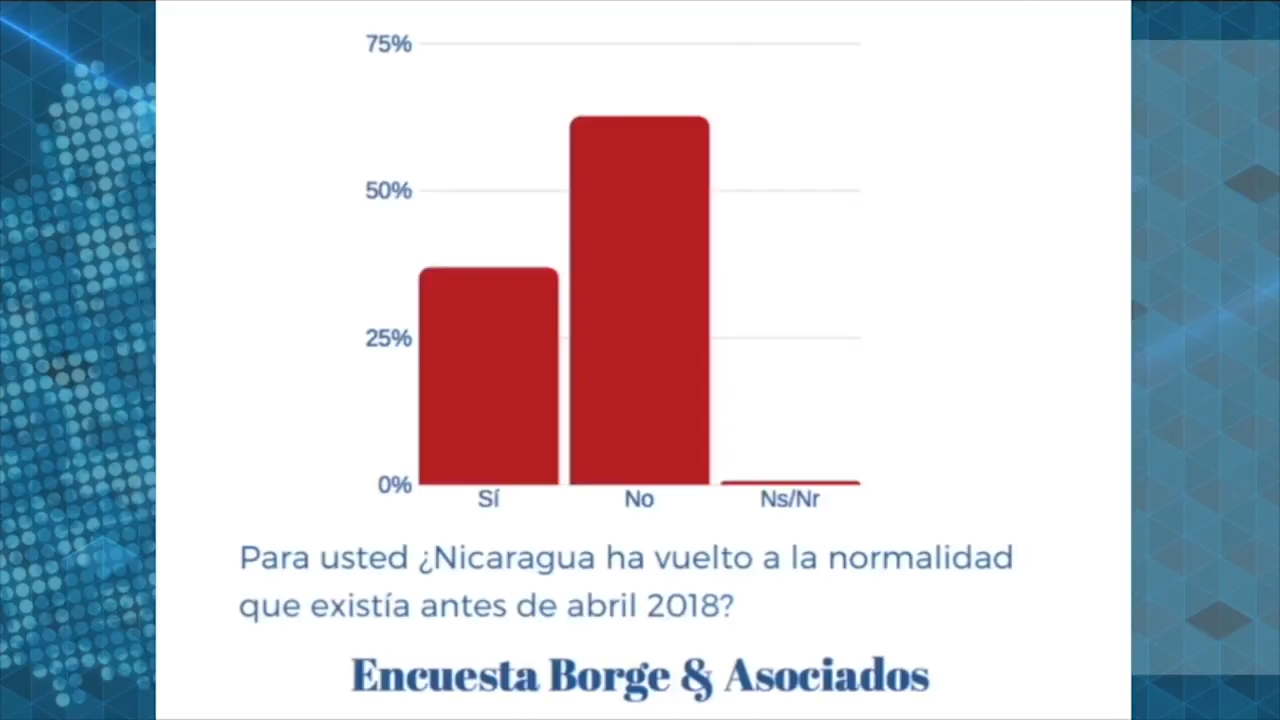 75%
50%
25%
0%
Sí No Ns/Nr
Para usted ¿Nicaragua ha vuelto a la normalidad
que existía antes de abril 2018?
Encuesta Borge & Asociados